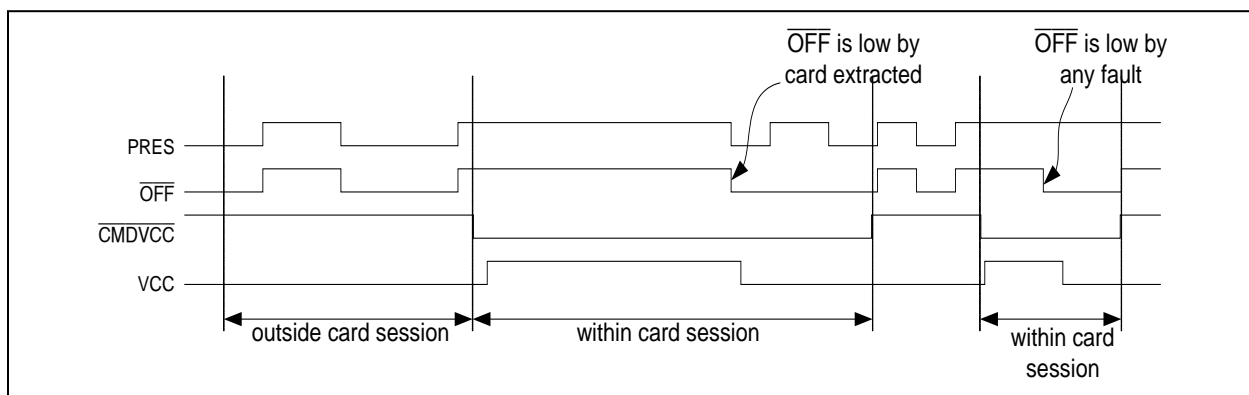 OFF is low by
card extracted
OFF is low by
any fault
PRES
OFF
CMDVCC
VCC
outside card session
within card session
within card
session